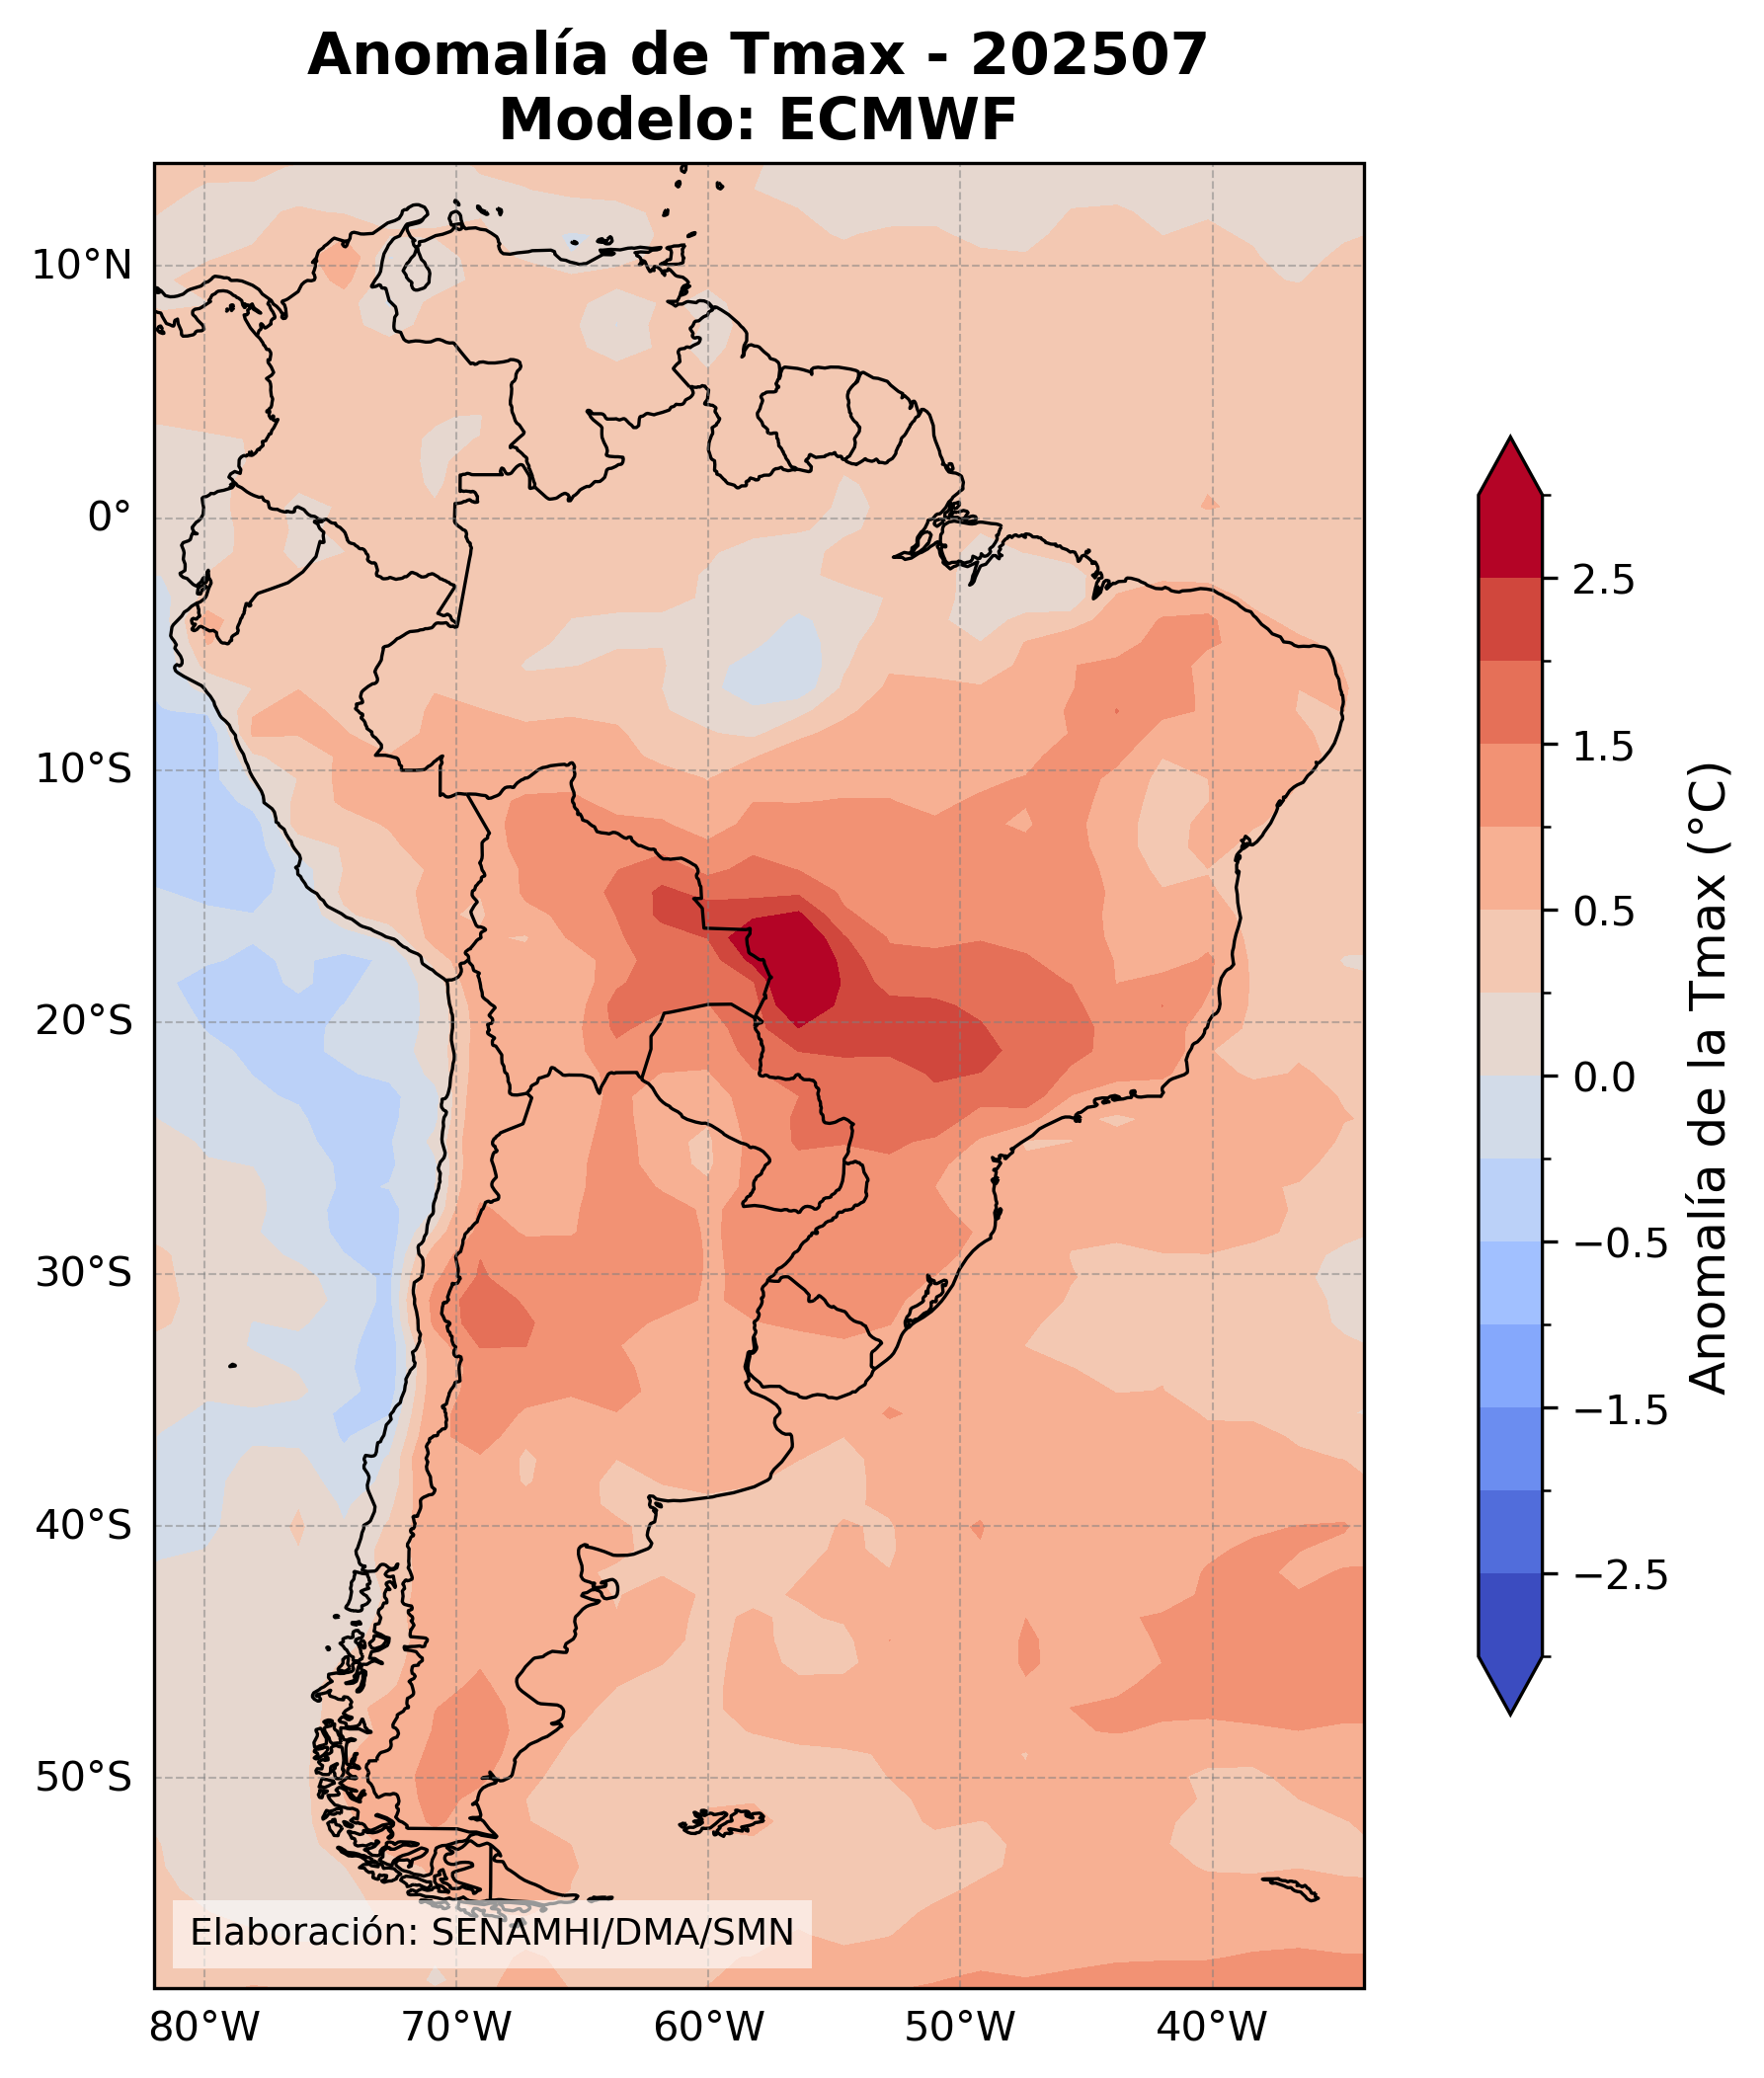 Anomalía de Tmax - 202507
Modelo: ECMWF
10°N
0°
10°S
20°S
30°S
40°S
50°S
80°W
70°W
60°W
50°W
40°W
Elaboración: SENAMHI/DMA/SMN
2.5
1.5
0.5
0.0
−0.5
−1.5
−2.5
Anomalía de la Tmax (°C)